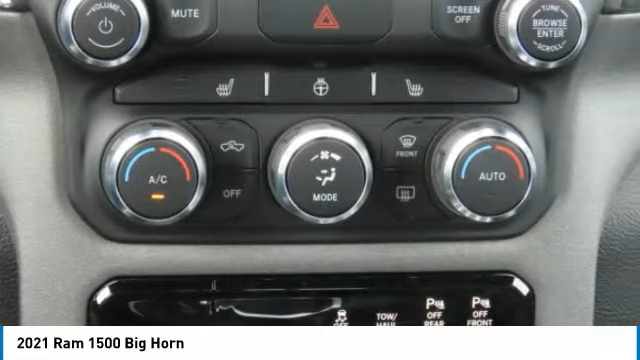 VOLUME
MUTE
SCREEN OFF
TUNE
BROWSE
ENTER
SCROLL
A/C
OFF
MODE
FRONT
AUTO
OFF
TOW/
HAUL
P OFF REAR
P OFF FRONT
2021 Ram 1500 Big Horn